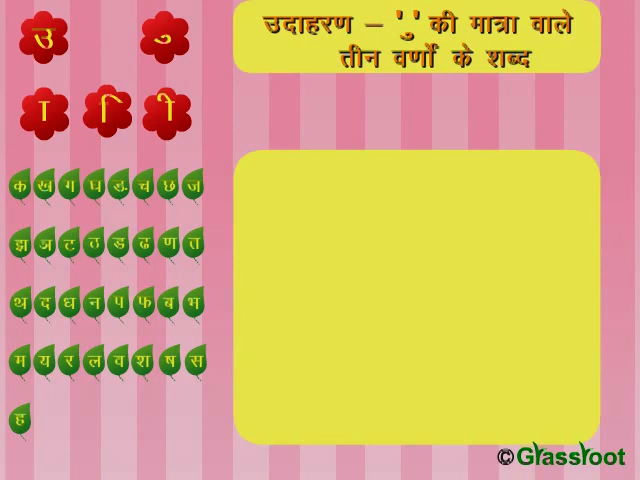 उ ु
उदाहरण – 'ु' की मात्रा वाले
तीन वर्णों के शब्द
ा ि ी
क ख ग घ ङ च छ ज
झ ञ ट ठ ड ढ ण त
थ द ध न प फ ब भ
म य र ल व श ष स
ह
©Grassroot